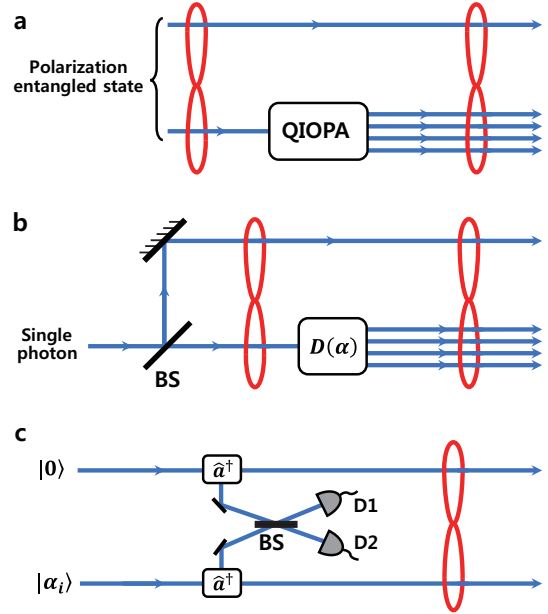 a
Polarization
entangled state
QIOPA
b
Single
photon
BS
D(α)
c
|0⟩
â†
D1
BS
D2
|αᵢ⟩
â†